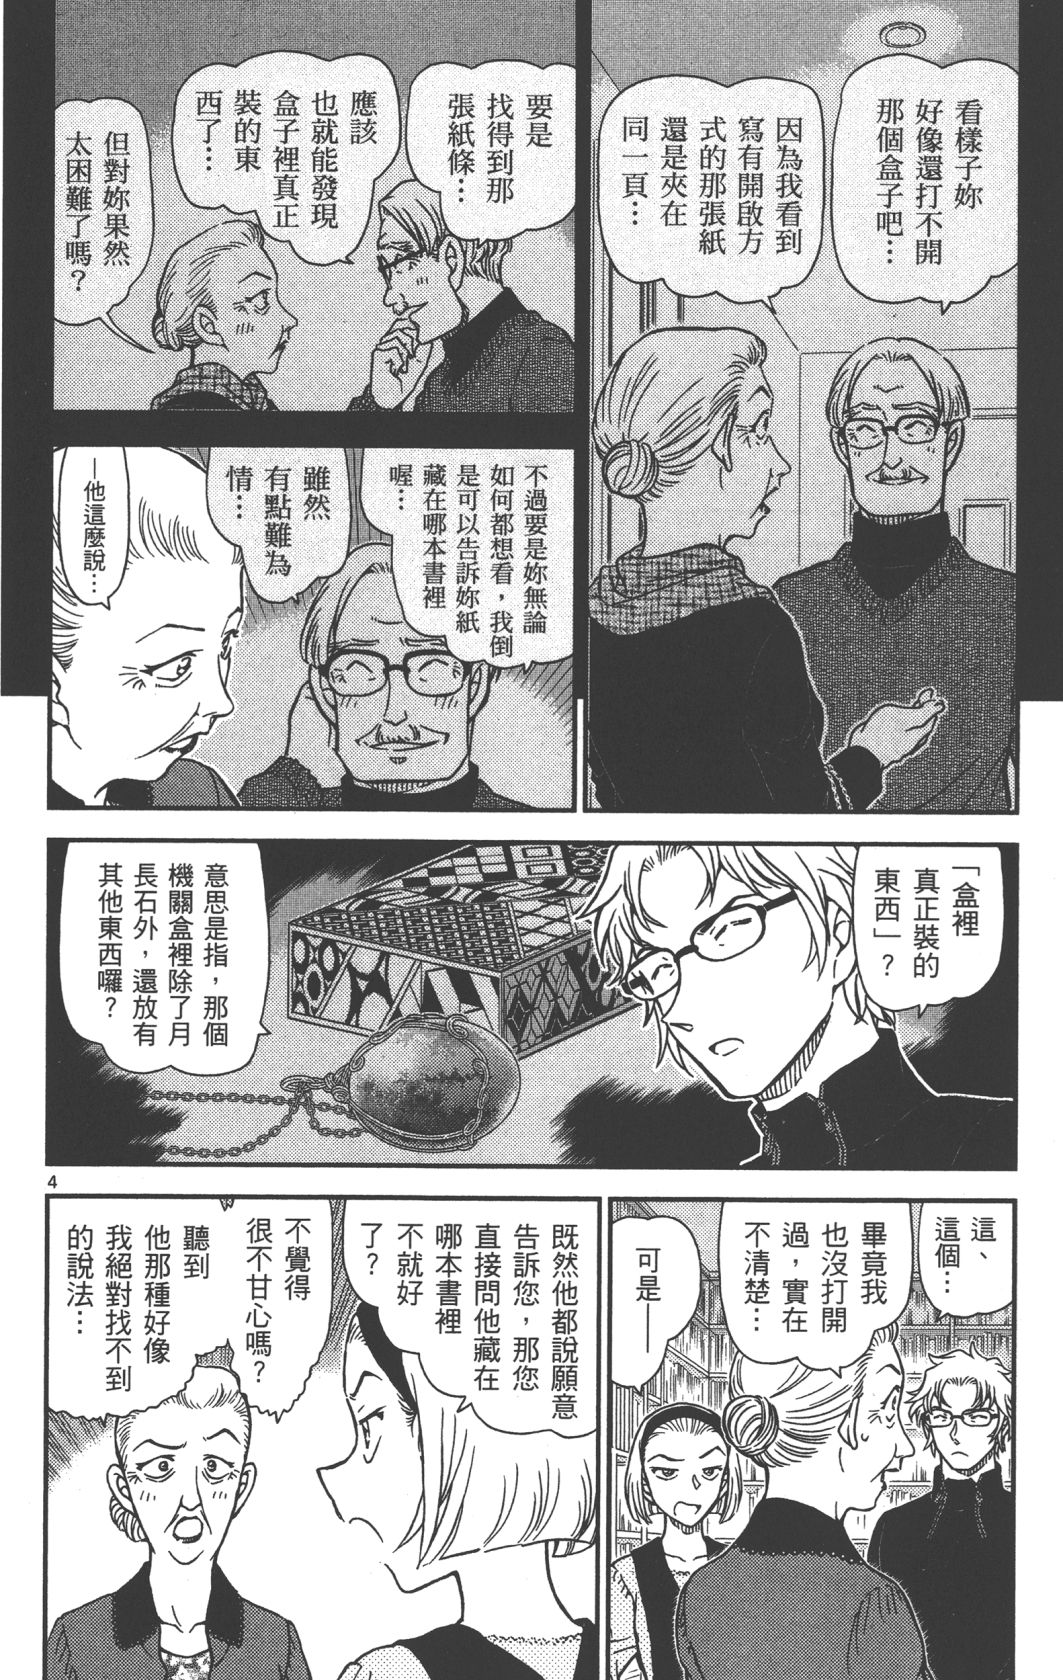 看樣子妳
好像還打不開
那個盒子吧…
因為我看到
寫有開啟方
式的那張紙
還是夾在
同一頁…
要是
找得到那
張紙條…
應該
也就能發現
盒子裡真正
裝的東
西了…
但對妳果然
太困難了嗎?
不過要是妳無論
如何都想看，我倒
是可以告訴妳紙
藏在哪本書裡
喔…
雖然
有點難為
情…
—他這麼說…
「盒裡
真正裝的
東西」?
意思是指，那個
機關盒裡除了月
長石外，還放有
其他東西囉?
4
這、
這個…
畢竟我
也沒打開
過，實在
不清楚…
可是——
既然他都說願意
告訴您，那您
直接問他藏在
哪本書裡
不就好
了?
不覺得
很不甘心嗎?
聽到
他那種好像
我絕對找不到
的說法…